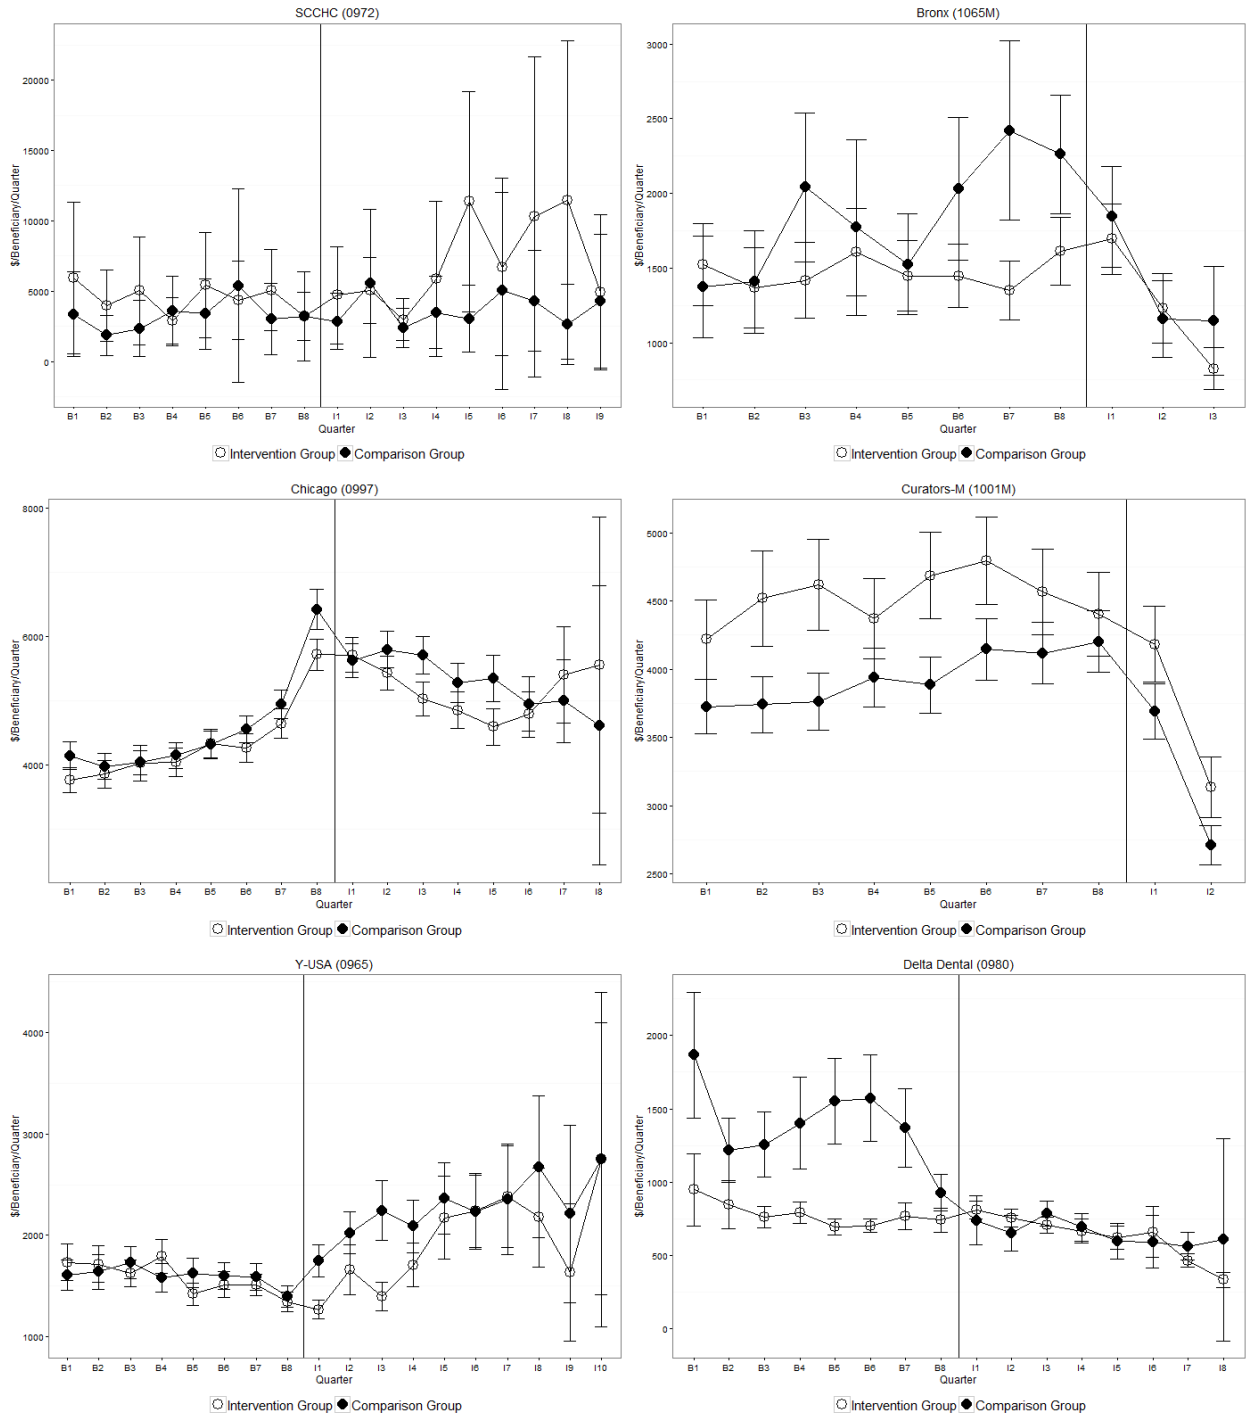 SCCHC (0972)
$/Beneficiary/Quarter
20000
15000
10000
5000
0
B1 B2 B3 B4 B5 B6 B7 B8 I1 I2 I3 I4 I5 I6 I7 I8 I9
Quarter
Intervention Group Comparison Group
Bronx (1065M)
$/Beneficiary/Quarter
3000
2500
2000
1500
1000
B1 B2 B3 B4 B5 B6 B7 B8 I1 I2 I3
Quarter
Intervention Group Comparison Group
Chicago (0997)
$/Beneficiary/Quarter
8000
6000
4000
B1 B2 B3 B4 B5 B6 B7 B8 I1 I2 I3 I4 I5 I6 I7 I8
Quarter
Intervention Group Comparison Group
Curators-M (1001M)
$/Beneficiary/Quarter
5000
4500
4000
3500
3000
2500
B1 B2 B3 B4 B5 B6 B7 B8 I1 I2
Quarter
Intervention Group Comparison Group
Y-USA (0965)
$/Beneficiary/Quarter
4000
3000
2000
1000
B1 B2 B3 B4 B5 B6 B7 B8 I1 I2 I3 I4 I5 I6 I7 I8 I9 I10
Quarter
Intervention Group Comparison Group
Delta Dental (0980)
$/Beneficiary/Quarter
2000
1500
1000
500
0
B1 B2 B3 B4 B5 B6 B7 B8 I1 I2 I3 I4 I5 I6 I7 I8
Quarter
Intervention Group Comparison Group